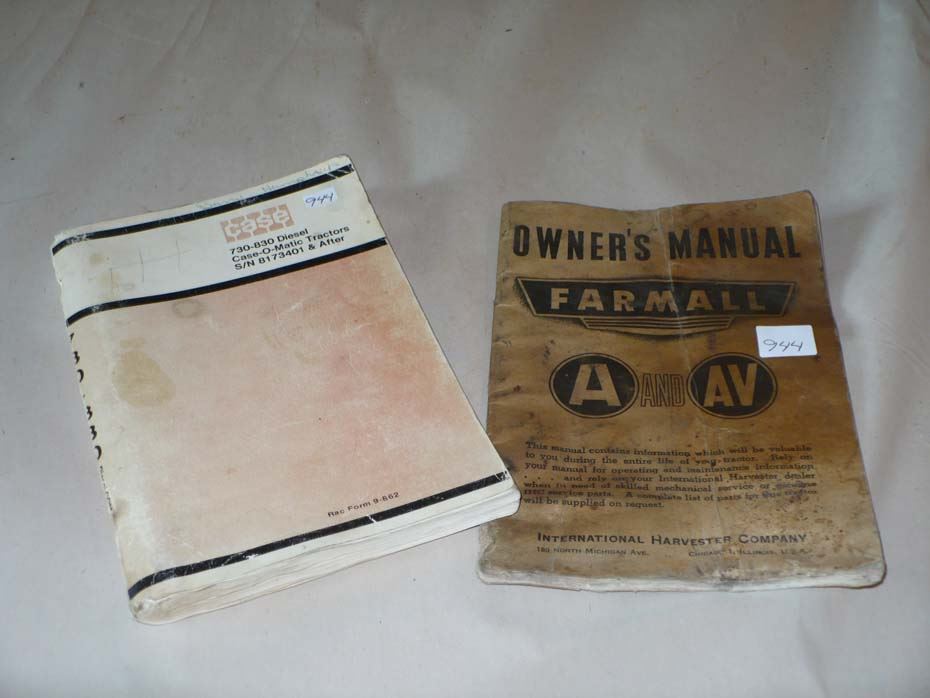 case
944
730-830 Diesel
Case-O-Matic Tractors
S/N 8173401 & After
730 830
Rac Form 9-862
OWNER'S MANUAL
FARMALL
944
A AND AV
This manual contains information which will be valuable
to you during the entire life of your tractor. Rely on
your manual for operating and maintenance information
. . . . and rely on your International Harvester dealer
when in need of skilled mechanical service or genuine
IHC service parts. A complete list of parts for this tractor
will be supplied on request.
INTERNATIONAL HARVESTER COMPANY
180 NORTH MICHIGAN AVE. CHICAGO 1, ILLINOIS, U.S.A.